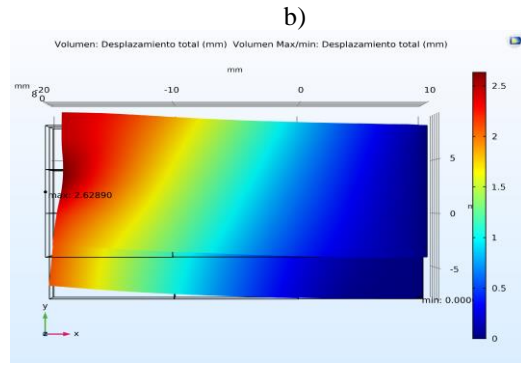 b)
Volumen: Desplazamiento total (mm) Volumen Max/min: Desplazamiento total (mm)
mm
mm
-20
-10
0
10
2.5
2
1.5
1
0.5
0
5
0
-5
max: 2.62890
min: 0.000
y
z
x